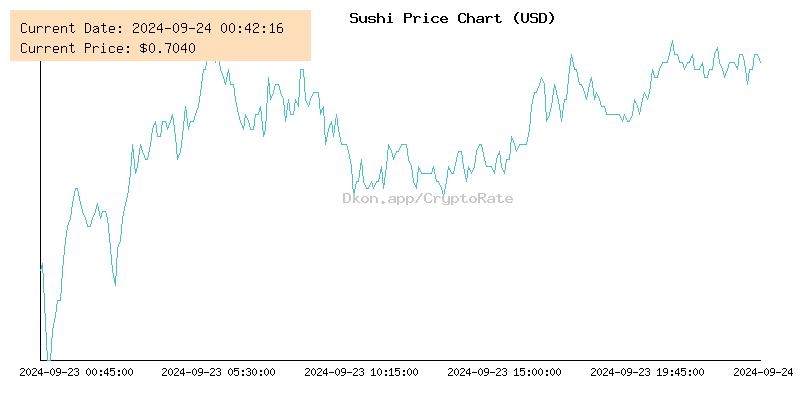 Sushi Price Chart (USD)
Current Date: 2024-09-24 00:42:16
Current Price: $0.7040
Dkon.app/CryptoRate
2024-09-23 00:45:00 2024-09-23 05:30:00 2024-09-23 10:15:00 2024-09-23 15:00:00 2024-09-23 19:45:00 2024-09-24